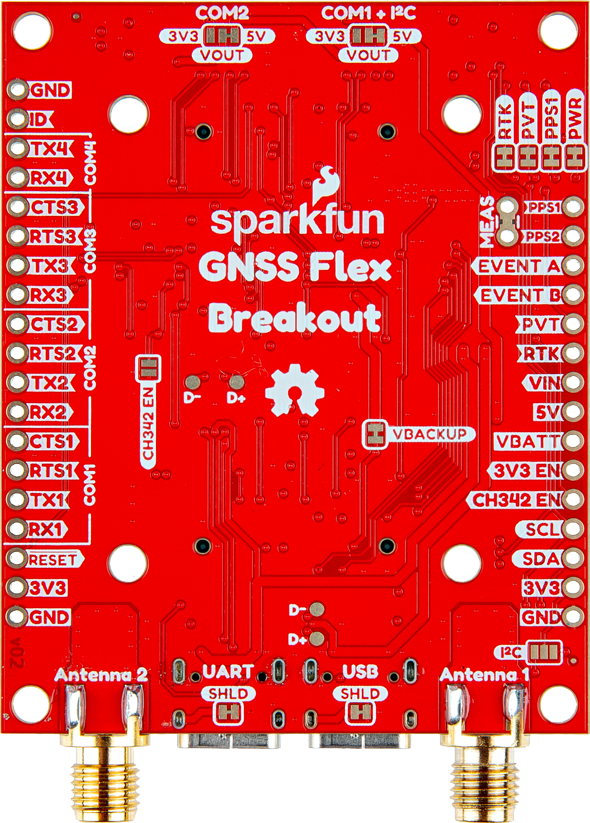 COM2
3V3 5V
VOUT
COM1 + I²C
3V3 5V
VOUT
GND
ID
TX4
RX4
COM4
CTS3
RTS3
TX3
RX3
COM3
CTS2
RTS2
TX2
RX2
COM2
CTS1
RTS1
TX1
RX1
COM1
RESET
3V3
GND
V02
RTK
PVT
PPS1
PWR
MEAS
PPS1
PPS2
EVENT A
EVENT B
PVT
RTK
VIN
5V
VBATT
3V3 EN
CH342 EN
SCL
SDA
3V3
GND
I²C
sparkfun
GNSS Flex
Breakout
CH342 EN
D- D+
VBACKUP
D-
D+
Antenna 2
UART
SHLD
USB
SHLD
Antenna 1